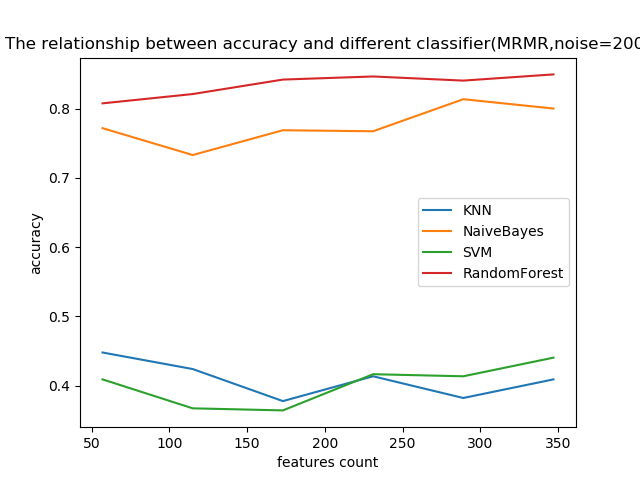 The relationship between accuracy and different classifier(MRMR,noise=200
0.8
0.7
0.6
0.5
0.4
accuracy
KNN
NaiveBayes
SVM
RandomForest
50 100 150 200 250 300 350
features count